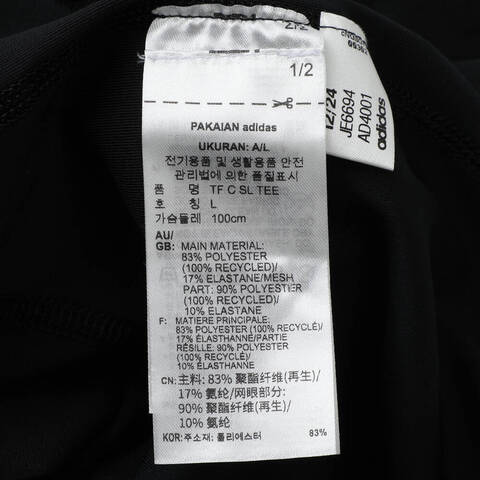 2/2
1/2
PAKAIAN adidas
UKURAN: A/L
전기용품 및 생활용품 안전
관리법에 의한 품질표시
품 명 TF C SL TEE
호 칭 L
가슴둘레 100cm
AU/
GB: MAIN MATERIAL:
83% POLYESTER
(100% RECYCLED)/
17% ELASTANE/MESH
PART: 90% POLYESTER
(100% RECYCLED)/
10% ELASTANE
F: MATIERE PRINCIPALE:
83% POLYESTER (100% RECYCLE)/
17% ÉLASTHANNE/PARTIE
RÉSILLE: 90% POLYESTER
(100% RECYCLE)/
10% ÉLASTHANNE
CN: 主料: 83% 聚酯纤维(再生)/
17% 氨纶/网眼部分:
90% 聚酯纤维(再生)/
10% 氨纶
KOR: 주소재: 폴리에스터 83%
12/24
JE6694
AD4001
adidas